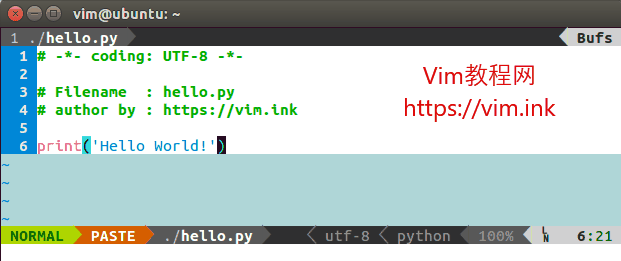 vim@ubuntu: ~
1 ./hello.py Bufs
1 # -*- coding: UTF-8 -*-
2
3 # Filename  : hello.py
4 # author by : https://vim.ink
5
6 print('Hello World!')
~
~
~
~
Vim教程网
https://vim.ink
NORMAL PASTE ./hello.py utf-8 python 100% LN 6:21